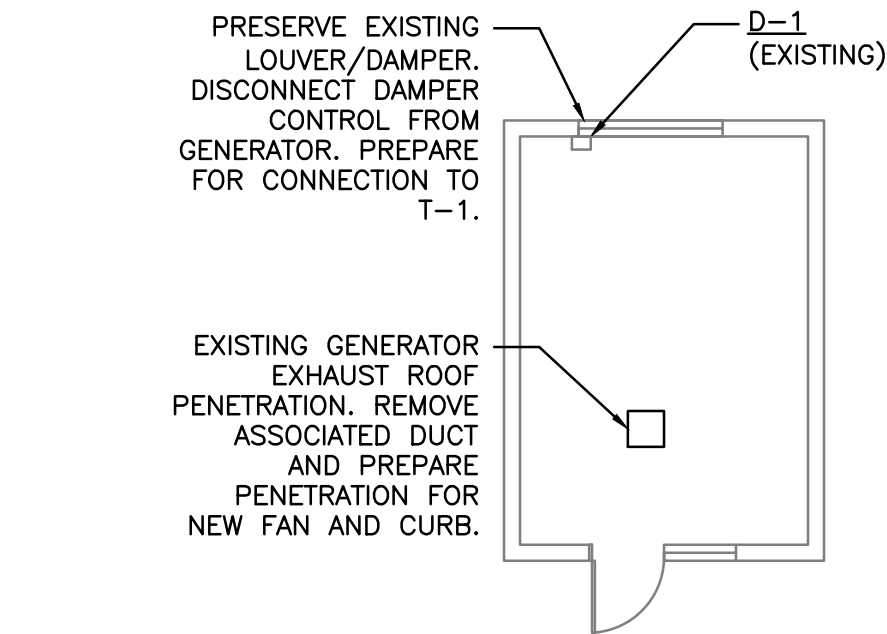 PRESERVE EXISTING
LOUVER/DAMPER.
DISCONNECT DAMPER
CONTROL FROM
GENERATOR. PREPARE
FOR CONNECTION TO
T-1.
D-1
(EXISTING)
EXISTING GENERATOR
EXHAUST ROOF
PENETRATION. REMOVE
ASSOCIATED DUCT
AND PREPARE
PENETRATION FOR
NEW FAN AND CURB.